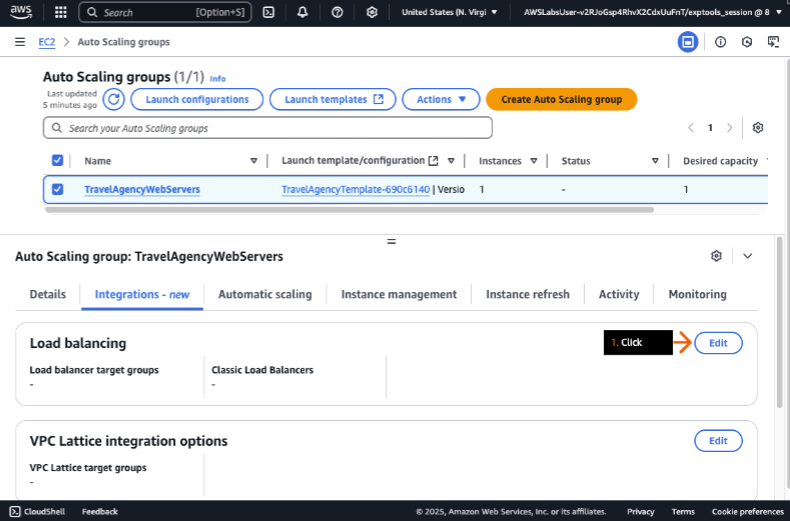 aws
Search [Option+S]
United States (N. Virgi
AWSLabsUser-v2RJoGsp4RhvX2CdxUuFnT/exptools_session @ 8
EC2 > Auto Scaling groups
Auto Scaling groups (1/1) Info
Last updated
5 minutes ago
Launch configurations
Launch templates
Actions
Create Auto Scaling group
Search your Auto Scaling groups
1
Name Launch template/configuration Instances Status Desired capacity
TravelAgencyWebServers TravelAgencyTemplate-690c6140 | Versio 1 - 1
Auto Scaling group: TravelAgencyWebServers
Details Integrations - new Automatic scaling Instance management Instance refresh Activity Monitoring
Load balancing
1. Click
Edit
Load balancer target groups Classic Load Balancers
- -
VPC Lattice integration options
Edit
VPC Lattice target groups
-
CloudShell Feedback © 2025, Amazon Web Services, Inc. or its affiliates. Privacy Terms Cookie preferences